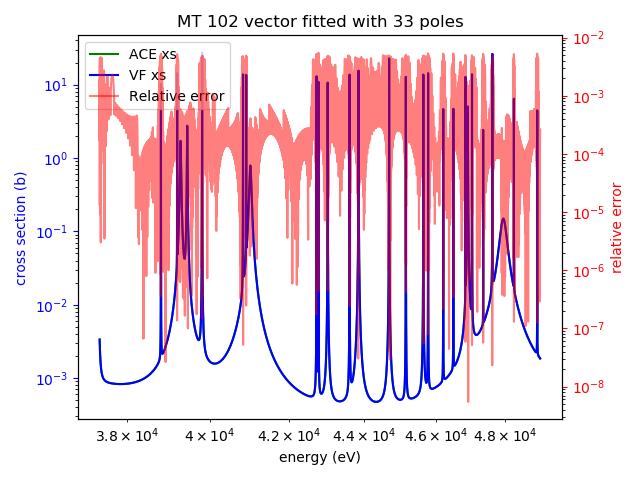 MT 102 vector fitted with 33 poles
ACE xs
VF xs
Relative error
cross section (b)
10¹
10⁰
10⁻¹
10⁻²
10⁻³
10⁻²
10⁻³
10⁻⁴
10⁻⁵
10⁻⁶
10⁻⁷
10⁻⁸
relative error
3.8 × 10⁴ 4 × 10⁴ 4.2 × 10⁴ 4.4 × 10⁴ 4.6 × 10⁴ 4.8 × 10⁴
energy (eV)